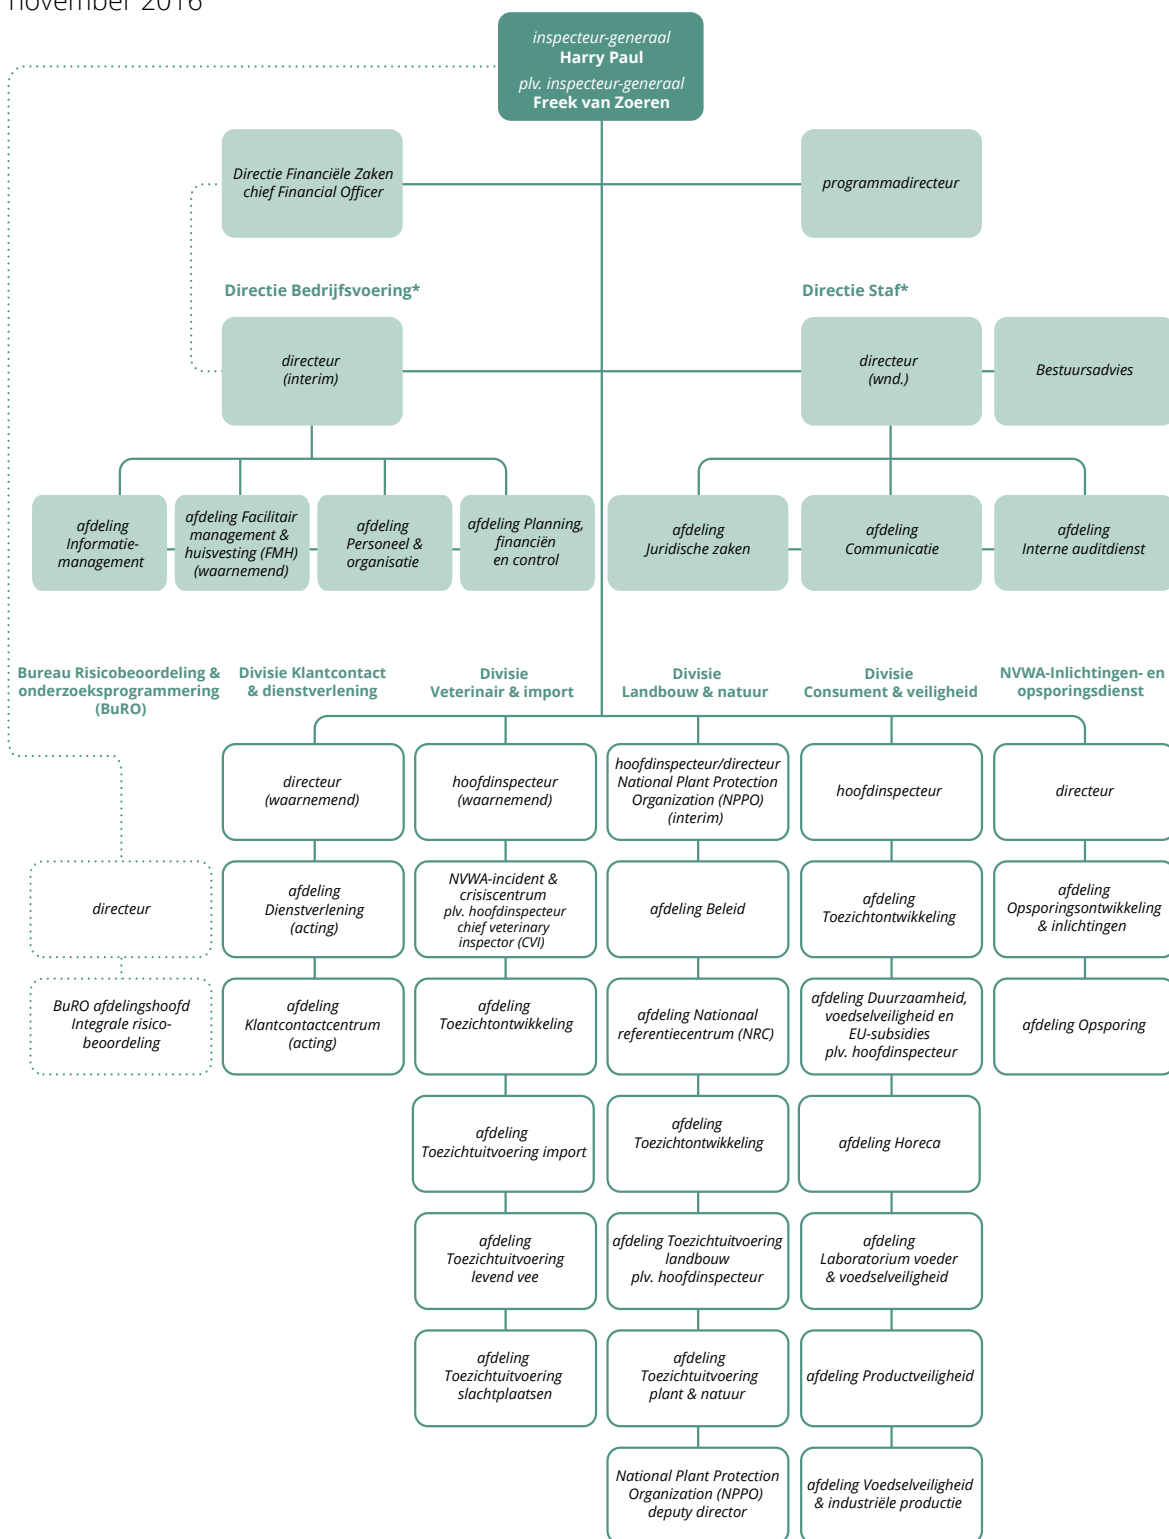 november 2016
inspecteur-generaal
Harry Paul
plv. inspecteur-generaal
Freek van Zoeren
Directie Financiële Zaken
chief Financial Officer
programmadirecteur
Directie Bedrijfsvoering*
Directie Staf*
directeur
(interim)
directeur
(wnd.)
Bestuursadvies
afdeling
Informatie-
management
afdeling Facilitair
management &
huisvesting (FMH)
(waarnemend)
afdeling
Personeel &
organisatie
afdeling Planning,
financiën
en control
afdeling
Juridische zaken
afdeling
Communicatie
afdeling
Interne auditdienst
Bureau Risicobeoordeling &
onderzoeksprogrammering
(BuRO)
Divisie Klantcontact
& dienstverlening
Divisie
Veterinair & import
Divisie
Landbouw & natuur
Divisie
Consument & veiligheid
NVWA-Inlichtingen- en
opsporingsdienst
directeur
(waarnemend)
hoofdinspecteur
(waarnemend)
hoofdinspecteur/directeur
National Plant Protection
Organization (NPPO)
(interim)
hoofdinspecteur
directeur
directeur
afdeling
Dienstverlening
(acting)
NVWA-incident &
crisiscentrum
plv. hoofdinspecteur
chief veterinary
inspector (CVI)
afdeling Beleid
afdeling
Toezichtontwikkeling
afdeling
Opsporingsontwikkeling
& inlichtingen
BuRO afdelingshoofd
Integrale risico-
beoordeling
afdeling
Klantcontactcentrum
(acting)
afdeling
Toezichtontwikkeling
afdeling Nationaal
referentiecentrum (NRC)
afdeling Duurzaamheid,
voedselveiligheid en
EU-subsidies
plv. hoofdinspecteur
afdeling Opsporing
afdeling
Toezichtuitvoering import
afdeling
Toezichtontwikkeling
afdeling Horeca
afdeling
Toezichtuitvoering
levend vee
afdeling Toezichtuitvoering
landbouw
plv. hoofdinspecteur
afdeling
Laboratorium voeder
& voedselveiligheid
afdeling
Toezichtuitvoering
slachtplaatsen
afdeling
Toezichtuitvoering
plant & natuur
afdeling Productveiligheid
National Plant Protection
Organization (NPPO)
deputy director
afdeling Voedselveiligheid
& industriële productie